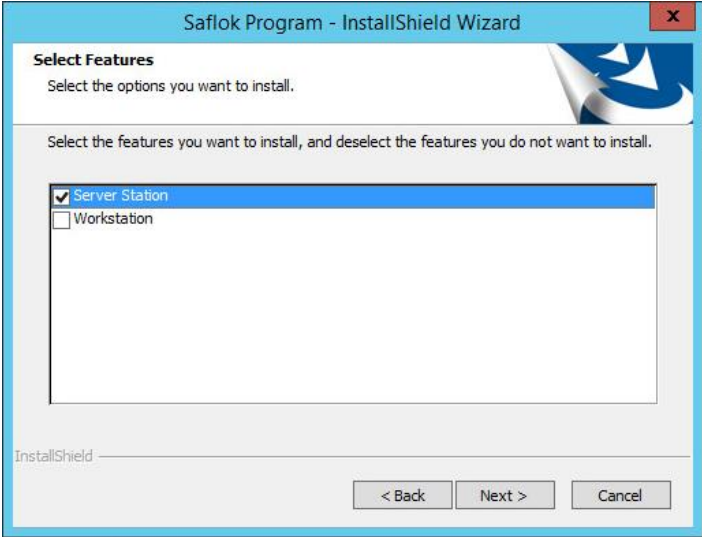 Saflok Program - InstallShield Wizard
x
Select Features
Select the options you want to install.
Select the features you want to install, and deselect the features you do not want to install.
Server Station
Workstation
InstallShield
< Back Next > Cancel